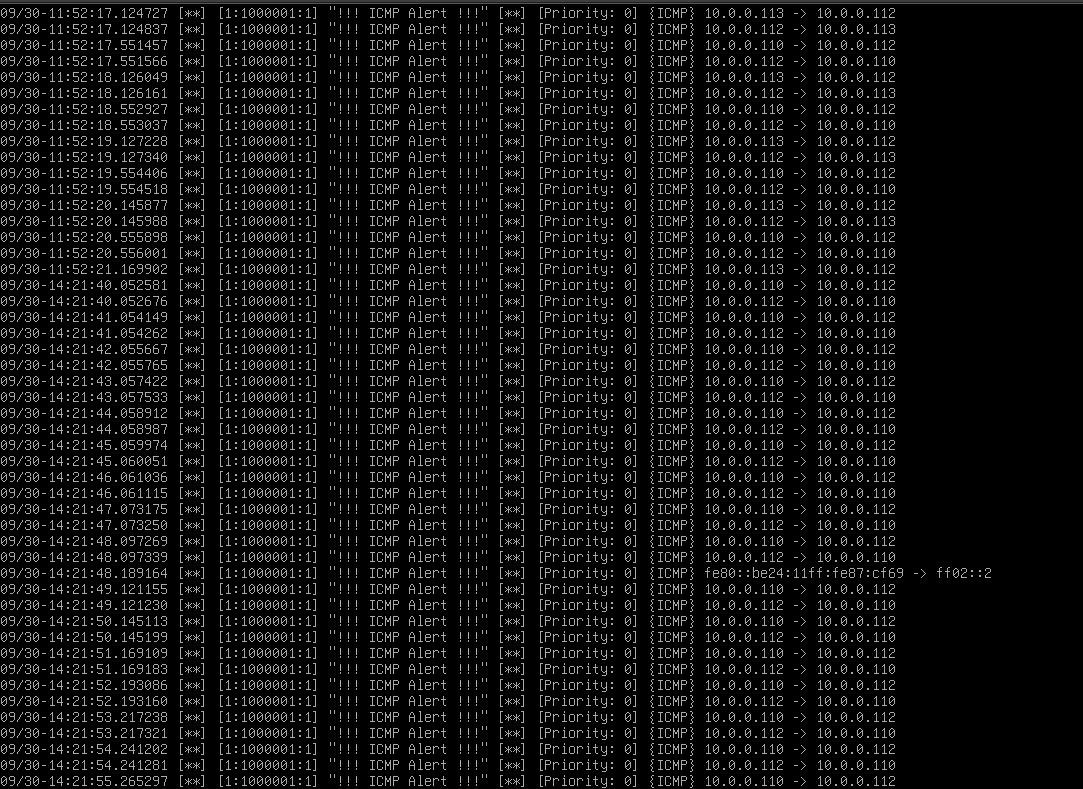 09/30-11:52:17.124727 [**] [1:1000001:1] "!!! ICMP Alert !!!" [**] [Priority: 0] {ICMP} 10.0.0.113 -> 10.0.0.112
09/30-11:52:17.124837 [**] [1:1000001:1] "!!! ICMP Alert !!!" [**] [Priority: 0] {ICMP} 10.0.0.112 -> 10.0.0.113
09/30-11:52:17.551457 [**] [1:1000001:1] "!!! ICMP Alert !!!" [**] [Priority: 0] {ICMP} 10.0.0.110 -> 10.0.0.112
09/30-11:52:17.551566 [**] [1:1000001:1] "!!! ICMP Alert !!!" [**] [Priority: 0] {ICMP} 10.0.0.112 -> 10.0.0.110
09/30-11:52:18.126049 [**] [1:1000001:1] "!!! ICMP Alert !!!" [**] [Priority: 0] {ICMP} 10.0.0.113 -> 10.0.0.112
09/30-11:52:18.126161 [**] [1:1000001:1] "!!! ICMP Alert !!!" [**] [Priority: 0] {ICMP} 10.0.0.112 -> 10.0.0.113
09/30-11:52:18.552927 [**] [1:1000001:1] "!!! ICMP Alert !!!" [**] [Priority: 0] {ICMP} 10.0.0.110 -> 10.0.0.112
09/30-11:52:18.553037 [**] [1:1000001:1] "!!! ICMP Alert !!!" [**] [Priority: 0] {ICMP} 10.0.0.112 -> 10.0.0.110
09/30-11:52:19.127228 [**] [1:1000001:1] "!!! ICMP Alert !!!" [**] [Priority: 0] {ICMP} 10.0.0.113 -> 10.0.0.112
09/30-11:52:19.127340 [**] [1:1000001:1] "!!! ICMP Alert !!!" [**] [Priority: 0] {ICMP} 10.0.0.112 -> 10.0.0.113
09/30-11:52:19.554406 [**] [1:1000001:1] "!!! ICMP Alert !!!" [**] [Priority: 0] {ICMP} 10.0.0.110 -> 10.0.0.112
09/30-11:52:19.554518 [**] [1:1000001:1] "!!! ICMP Alert !!!" [**] [Priority: 0] {ICMP} 10.0.0.112 -> 10.0.0.110
09/30-11:52:20.145877 [**] [1:1000001:1] "!!! ICMP Alert !!!" [**] [Priority: 0] {ICMP} 10.0.0.113 -> 10.0.0.112
09/30-11:52:20.145988 [**] [1:1000001:1] "!!! ICMP Alert !!!" [**] [Priority: 0] {ICMP} 10.0.0.112 -> 10.0.0.113
09/30-11:52:20.555898 [**] [1:1000001:1] "!!! ICMP Alert !!!" [**] [Priority: 0] {ICMP} 10.0.0.110 -> 10.0.0.112
09/30-11:52:20.556001 [**] [1:1000001:1] "!!! ICMP Alert !!!" [**] [Priority: 0] {ICMP} 10.0.0.112 -> 10.0.0.110
09/30-11:52:21.169902 [**] [1:1000001:1] "!!! ICMP Alert !!!" [**] [Priority: 0] {ICMP} 10.0.0.113 -> 10.0.0.112
09/30-14:21:40.052581 [**] [1:1000001:1] "!!! ICMP Alert !!!" [**] [Priority: 0] {ICMP} 10.0.0.110 -> 10.0.0.112
09/30-14:21:40.052676 [**] [1:1000001:1] "!!! ICMP Alert !!!" [**] [Priority: 0] {ICMP} 10.0.0.112 -> 10.0.0.110
09/30-14:21:41.054149 [**] [1:1000001:1] "!!! ICMP Alert !!!" [**] [Priority: 0] {ICMP} 10.0.0.110 -> 10.0.0.112
09/30-14:21:41.054262 [**] [1:1000001:1] "!!! ICMP Alert !!!" [**] [Priority: 0] {ICMP} 10.0.0.112 -> 10.0.0.110
09/30-14:21:42.055667 [**] [1:1000001:1] "!!! ICMP Alert !!!" [**] [Priority: 0] {ICMP} 10.0.0.110 -> 10.0.0.112
09/30-14:21:42.055765 [**] [1:1000001:1] "!!! ICMP Alert !!!" [**] [Priority: 0] {ICMP} 10.0.0.112 -> 10.0.0.110
09/30-14:21:43.057422 [**] [1:1000001:1] "!!! ICMP Alert !!!" [**] [Priority: 0] {ICMP} 10.0.0.110 -> 10.0.0.112
09/30-14:21:43.057533 [**] [1:1000001:1] "!!! ICMP Alert !!!" [**] [Priority: 0] {ICMP} 10.0.0.112 -> 10.0.0.110
09/30-14:21:44.058912 [**] [1:1000001:1] "!!! ICMP Alert !!!" [**] [Priority: 0] {ICMP} 10.0.0.110 -> 10.0.0.112
09/30-14:21:44.058987 [**] [1:1000001:1] "!!! ICMP Alert !!!" [**] [Priority: 0] {ICMP} 10.0.0.112 -> 10.0.0.110
09/30-14:21:45.059974 [**] [1:1000001:1] "!!! ICMP Alert !!!" [**] [Priority: 0] {ICMP} 10.0.0.110 -> 10.0.0.112
09/30-14:21:45.060051 [**] [1:1000001:1] "!!! ICMP Alert !!!" [**] [Priority: 0] {ICMP} 10.0.0.112 -> 10.0.0.110
09/30-14:21:46.061036 [**] [1:1000001:1] "!!! ICMP Alert !!!" [**] [Priority: 0] {ICMP} 10.0.0.110 -> 10.0.0.112
09/30-14:21:46.061115 [**] [1:1000001:1] "!!! ICMP Alert !!!" [**] [Priority: 0] {ICMP} 10.0.0.112 -> 10.0.0.110
09/30-14:21:47.073175 [**] [1:1000001:1] "!!! ICMP Alert !!!" [**] [Priority: 0] {ICMP} 10.0.0.110 -> 10.0.0.112
09/30-14:21:47.073250 [**] [1:1000001:1] "!!! ICMP Alert !!!" [**] [Priority: 0] {ICMP} 10.0.0.112 -> 10.0.0.110
09/30-14:21:48.097269 [**] [1:1000001:1] "!!! ICMP Alert !!!" [**] [Priority: 0] {ICMP} 10.0.0.110 -> 10.0.0.112
09/30-14:21:48.097339 [**] [1:1000001:1] "!!! ICMP Alert !!!" [**] [Priority: 0] {ICMP} 10.0.0.112 -> 10.0.0.110
09/30-14:21:48.189164 [**] [1:1000001:1] "!!! ICMP Alert !!!" [**] [Priority: 0] {ICMP} fe80::be24:11ff:fe87:cf69 -> ff02::2
09/30-14:21:49.121155 [**] [1:1000001:1] "!!! ICMP Alert !!!" [**] [Priority: 0] {ICMP} 10.0.0.110 -> 10.0.0.112
09/30-14:21:49.121230 [**] [1:1000001:1] "!!! ICMP Alert !!!" [**] [Priority: 0] {ICMP} 10.0.0.112 -> 10.0.0.110
09/30-14:21:50.145113 [**] [1:1000001:1] "!!! ICMP Alert !!!" [**] [Priority: 0] {ICMP} 10.0.0.110 -> 10.0.0.112
09/30-14:21:50.145199 [**] [1:1000001:1] "!!! ICMP Alert !!!" [**] [Priority: 0] {ICMP} 10.0.0.112 -> 10.0.0.110
09/30-14:21:51.169109 [**] [1:1000001:1] "!!! ICMP Alert !!!" [**] [Priority: 0] {ICMP} 10.0.0.110 -> 10.0.0.112
09/30-14:21:51.169183 [**] [1:1000001:1] "!!! ICMP Alert !!!" [**] [Priority: 0] {ICMP} 10.0.0.112 -> 10.0.0.110
09/30-14:21:52.193086 [**] [1:1000001:1] "!!! ICMP Alert !!!" [**] [Priority: 0] {ICMP} 10.0.0.110 -> 10.0.0.112
09/30-14:21:52.193160 [**] [1:1000001:1] "!!! ICMP Alert !!!" [**] [Priority: 0] {ICMP} 10.0.0.112 -> 10.0.0.110
09/30-14:21:53.217238 [**] [1:1000001:1] "!!! ICMP Alert !!!" [**] [Priority: 0] {ICMP} 10.0.0.110 -> 10.0.0.112
09/30-14:21:53.217321 [**] [1:1000001:1] "!!! ICMP Alert !!!" [**] [Priority: 0] {ICMP} 10.0.0.112 -> 10.0.0.110
09/30-14:21:54.241202 [**] [1:1000001:1] "!!! ICMP Alert !!!" [**] [Priority: 0] {ICMP} 10.0.0.110 -> 10.0.0.112
09/30-14:21:54.241281 [**] [1:1000001:1] "!!! ICMP Alert !!!" [**] [Priority: 0] {ICMP} 10.0.0.112 -> 10.0.0.110
09/30-14:21:55.265297 [**] [1:1000001:1] "!!! ICMP Alert !!!" [**] [Priority: 0] {ICMP} 10.0.0.110 -> 10.0.0.112